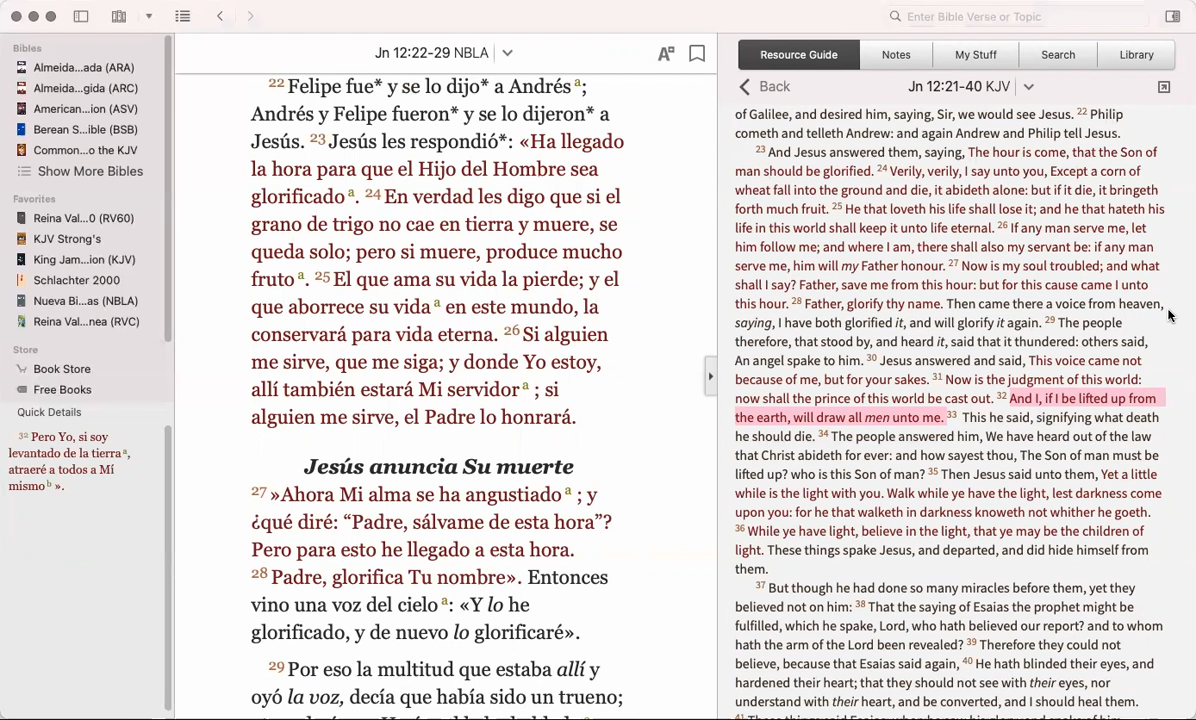 Enter Bible Verse or Topic
Bibles
Almeida...ada (ARA)
Almeida...gida (ARC)
American...ion (ASV)
Berean S...ible (BSB)
Common...o the KJV
Show More Bibles
Favorites
Reina Val...0 (RV60)
KJV Strong's
King Jam...ion (KJV)
Schlachter 2000
Nueva Bi...as (NBLA)
Reina Val...nea (RVC)
Store
Book Store
Free Books
Quick Details
32 Pero Yo, si soy
levantado de la tierra a,
atraeré a todos a Mí
mismo b ».
Jn 12:22-29 NBLA
22 Felipe fue* y se lo dijo* a Andrés a;
Andrés y Felipe fueron* y se lo dijeron* a
Jesús. 23 Jesús les respondió*: «Ha llegado
la hora para que el Hijo del Hombre sea
glorificado a. 24 En verdad les digo que si el
grano de trigo no cae en tierra y muere, se
queda solo; pero si muere, produce mucho
fruto a. 25 El que ama su vida la pierde; y el
que aborrece su vida a en este mundo, la
conservará para vida eterna. 26 Si alguien
me sirve, que me siga; y donde Yo estoy,
allí también estará Mi servidor a ; si
alguien me sirve, el Padre lo honrará.
Jesús anuncia Su muerte
27 »Ahora Mi alma se ha angustiado a ; y
¿qué diré: “Padre, sálvame de esta hora”?
Pero para esto he llegado a esta hora.
28 Padre, glorifica Tu nombre». Entonces
vino una voz del cielo a: «Y lo he
glorificado, y de nuevo lo glorificaré».
29 Por eso la multitud que estaba allí y
oyó la voz, decía que había sido un trueno;
Resource Guide
Notes
My Stuff
Search
Library
Back
Jn 12:21-40 KJV
of Galilee, and desired him, saying, Sir, we would see Jesus. 22 Philip
cometh and telleth Andrew: and again Andrew and Philip tell Jesus.
23 And Jesus answered them, saying, The hour is come, that the Son of
man should be glorified. 24 Verily, verily, I say unto you, Except a corn of
wheat fall into the ground and die, it abideth alone: but if it die, it bringeth
forth much fruit. 25 He that loveth his life shall lose it; and he that hateth his
life in this world shall keep it unto life eternal. 26 If any man serve me, let
him follow me; and where I am, there shall also my servant be: if any man
serve me, him will my Father honour. 27 Now is my soul troubled; and what
shall I say? Father, save me from this hour: but for this cause came I unto
this hour. 28 Father, glorify thy name. Then came there a voice from heaven,
saying, I have both glorified it, and will glorify it again. 29 The people
therefore, that stood by, and heard it, said that it thundered: others said,
An angel spake to him. 30 Jesus answered and said, This voice came not
because of me, but for your sakes. 31 Now is the judgment of this world:
now shall the prince of this world be cast out. 32 And I, if I be lifted up from
the earth, will draw all men unto me. 33 This he said, signifying what death
he should die. 34 The people answered him, We have heard out of the law
that Christ abideth for ever: and how sayest thou, The Son of man must be
lifted up? who is this Son of man? 35 Then Jesus said unto them, Yet a little
while is the light with you. Walk while ye have the light, lest darkness come
upon you: for he that walketh in darkness knoweth not whither he goeth.
36 While ye have light, believe in the light, that ye may be the children of
light. These things spake Jesus, and departed, and did hide himself from
them.
37 But though he had done so many miracles before them, yet they
believed not on him: 38 That the saying of Esaias the prophet might be
fulfilled, which he spake, Lord, who hath believed our report? and to whom
hath the arm of the Lord been revealed? 39 Therefore they could not
believe, because that Esaias said again, 40 He hath blinded their eyes, and
hardened their heart; that they should not see with their eyes, nor
understand with their heart, and be converted, and I should heal them.